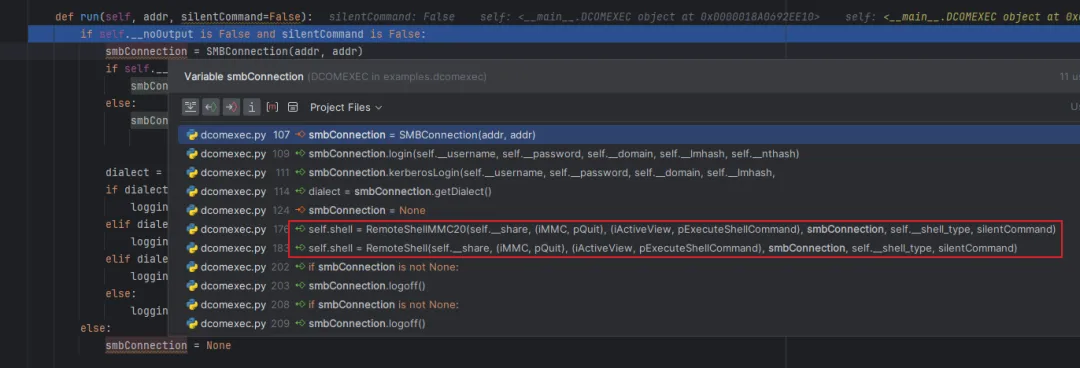 def run(self, addr, silentCommand=False):   silentCommand: False    self: <__main__.DCOMEXEC object at 0x0000018A0692EE10>    self: <__main__.DCOMEXEC object at 0x0
if self.__noOutput is False and silentCommand is False:
smbConnection = SMBConnection(addr, addr)
if self.__
smbCon
else:
smbCo
dialect =
if dialect
loggin
elif diale
loggin
elif diale
loggin
else:
loggin
else:
smbConnection = None
Variable smbConnection (DCOMEXEC in examples.dcomexec)
11 us
Project Files
Us
dcomexec.py 107 smbConnection = SMBConnection(addr, addr)
dcomexec.py 109 smbConnection.login(self.__username, self.__password, self.__domain, self.__lmhash, self.__nthash)
dcomexec.py 111 smbConnection.kerberosLogin(self.__username, self.__password, self.__domain, self.__lmhash,
dcomexec.py 114 dialect = smbConnection.getDialect()
dcomexec.py 124 smbConnection = None
dcomexec.py 176 self.shell = RemoteShellMMC20(self.__share, (iMMC, pQuit), (iActiveView, pExecuteShellCommand), smbConnection, self.__shell_type, silentCommand)
dcomexec.py 183 self.shell = RemoteShell(self.__share, (iMMC, pQuit), (iActiveView, pExecuteShellCommand), smbConnection, self.__shell_type, silentCommand)
dcomexec.py 202 if smbConnection is not None:
dcomexec.py 203 smbConnection.logoff()
dcomexec.py 208 if smbConnection is not None:
dcomexec.py 209 smbConnection.logoff()